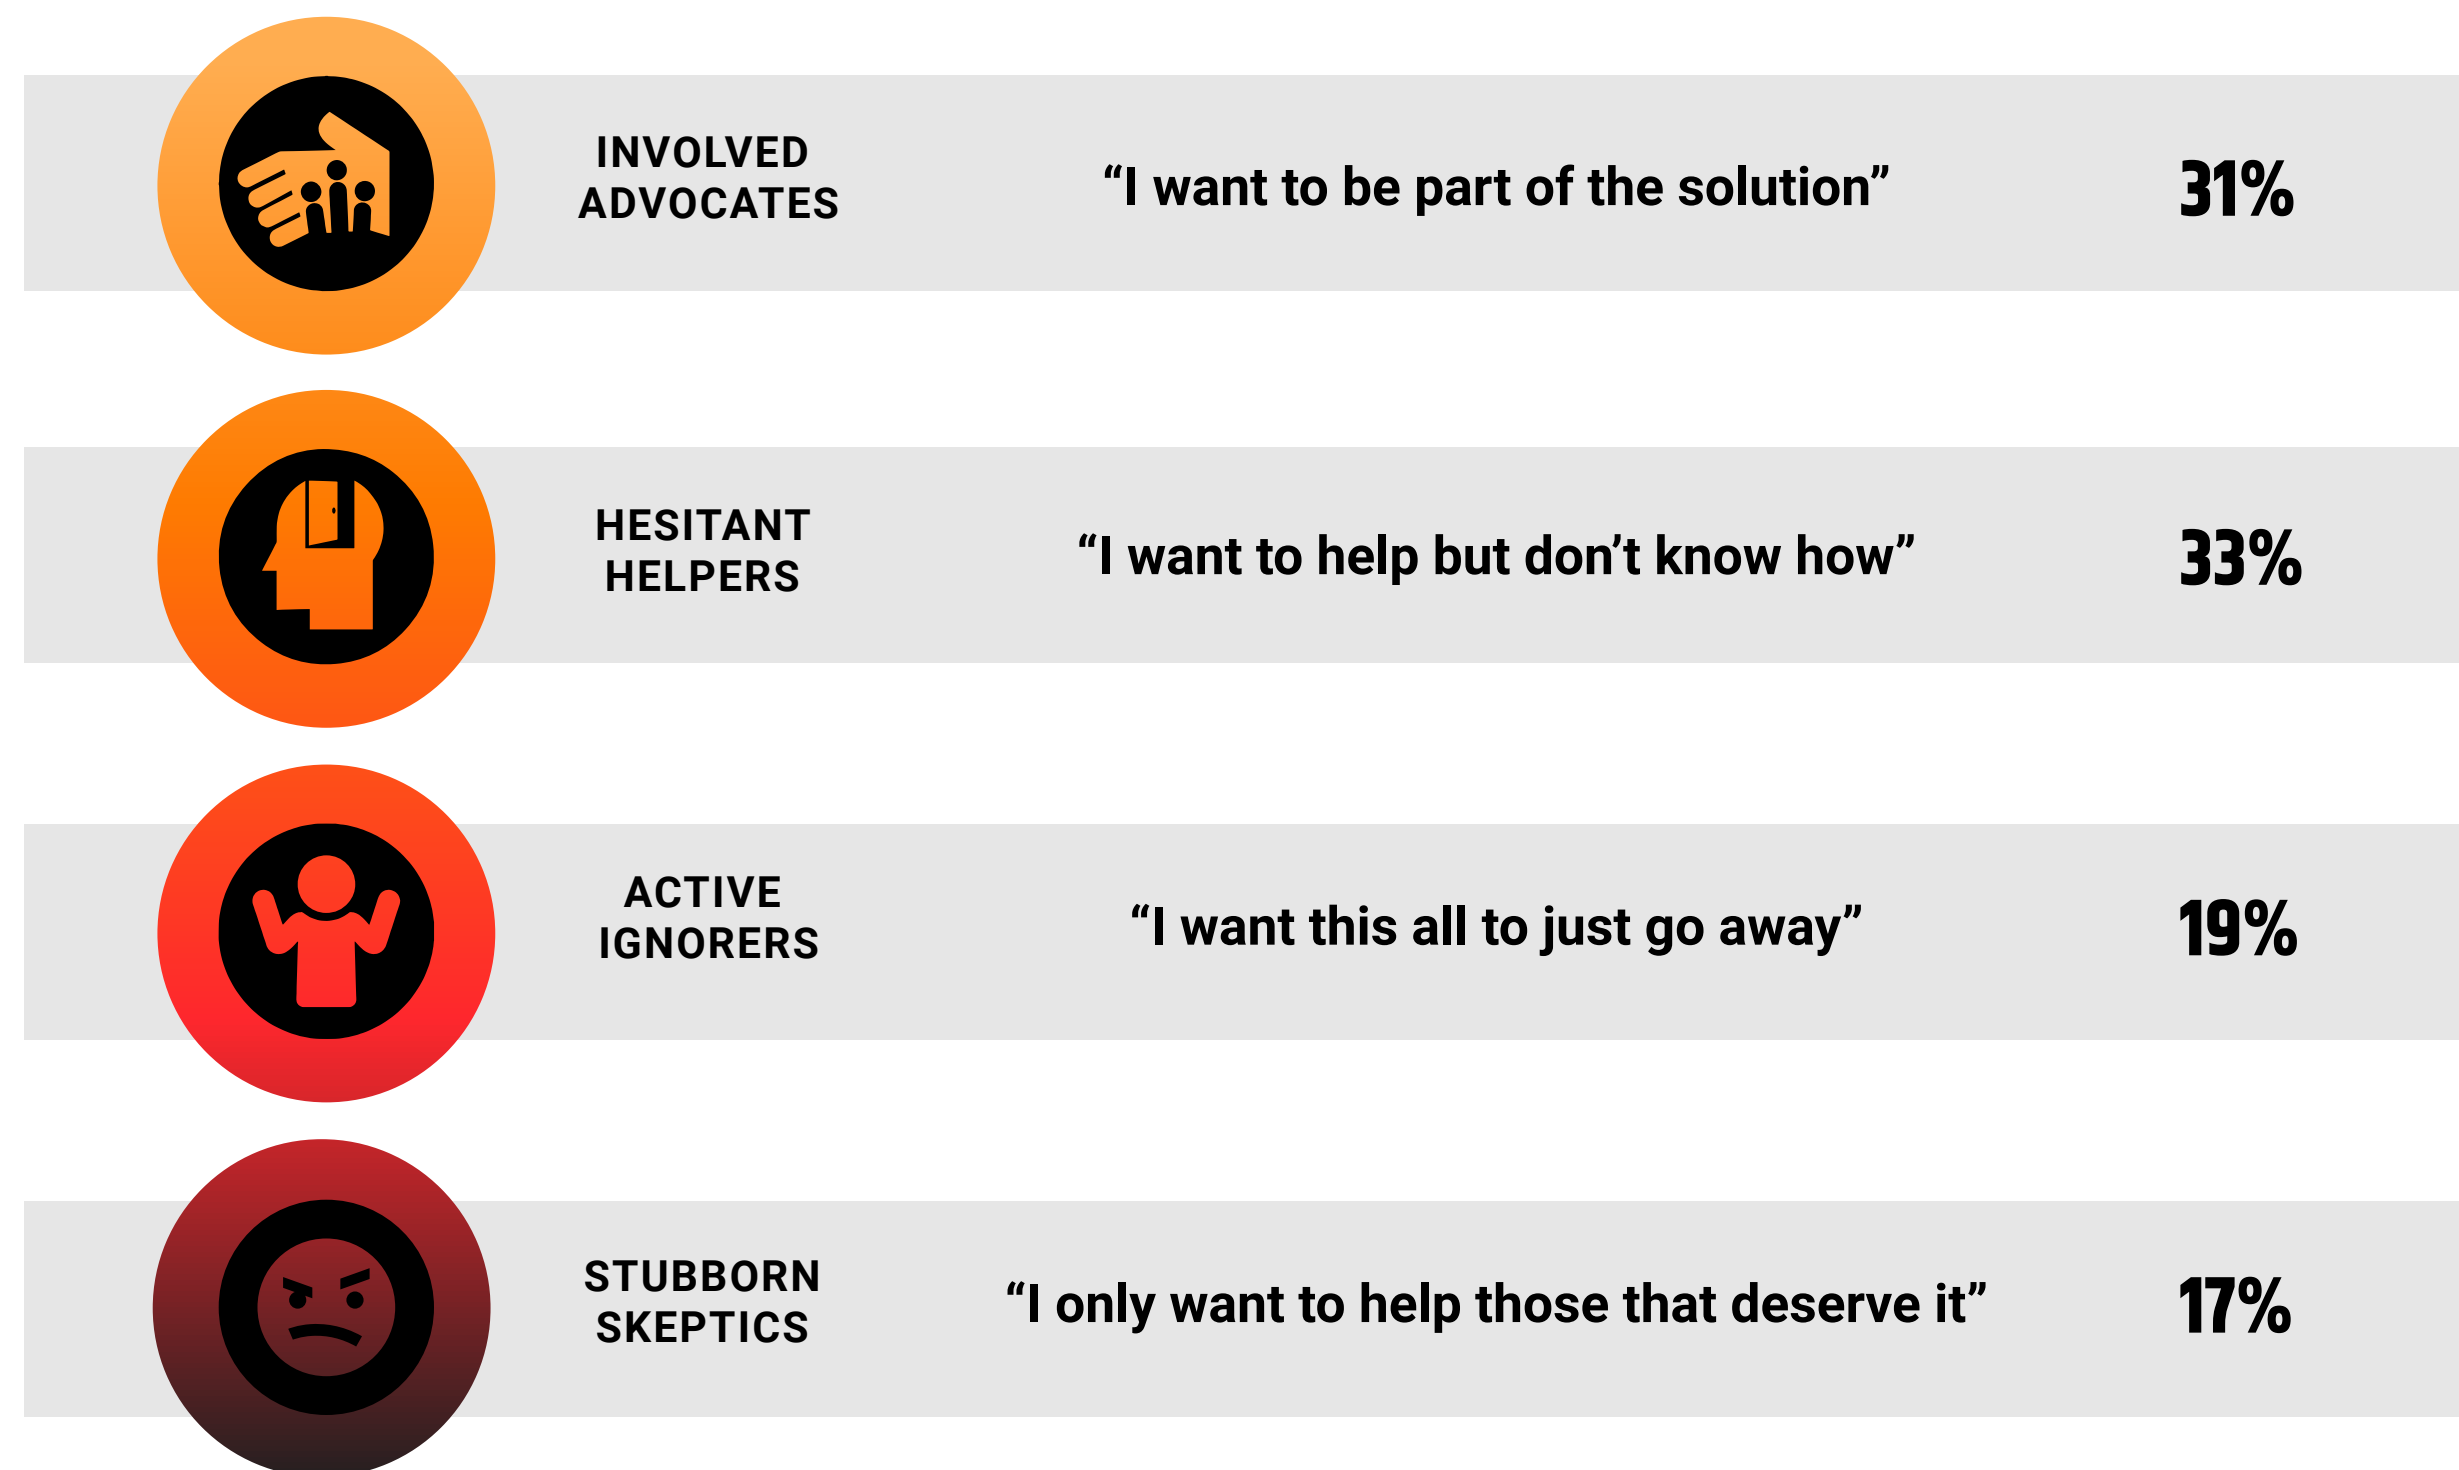 INVOLVED
ADVOCATES
“I want to be part of the solution”
31%
HESITANT
HELPERS
“I want to help but don’t know how”
33%
ACTIVE
IGNORERS
“I want this all to just go away”
19%
STUBBORN
SKEPTICS
“I only want to help those that deserve it”
17%